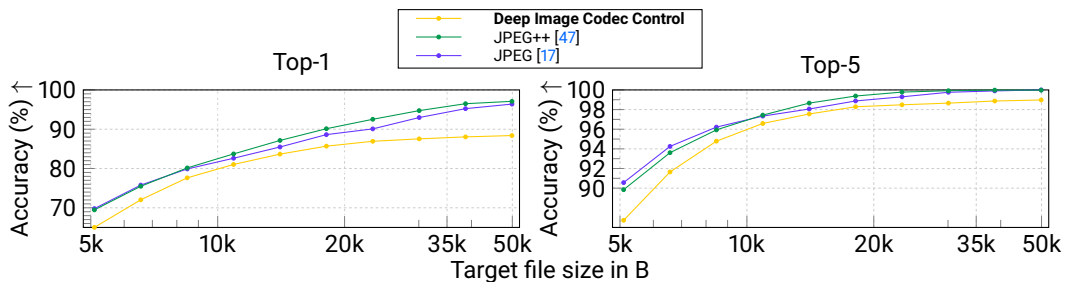 Deep Image Codec Control
JPEG++ [47]
JPEG [17]
Top-1
Top-5
Accuracy (%) ↑
100
90
80
70
5k 10k 20k 35k 50k
Accuracy (%) ↑
100
98
96
94
92
90
5k 10k 20k 35k 50k
Target file size in B